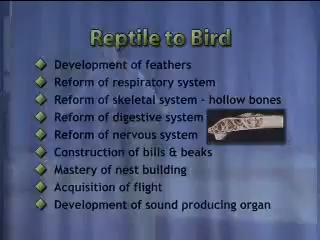 Reptile to Bird
Development of feathers
Reform of respiratory system
Reform of skeletal system - hollow bones
Reform of digestive system
Reform of nervous system
Construction of bills & beaks
Mastery of nest building
Acquisition of flight
Development of sound producing organ